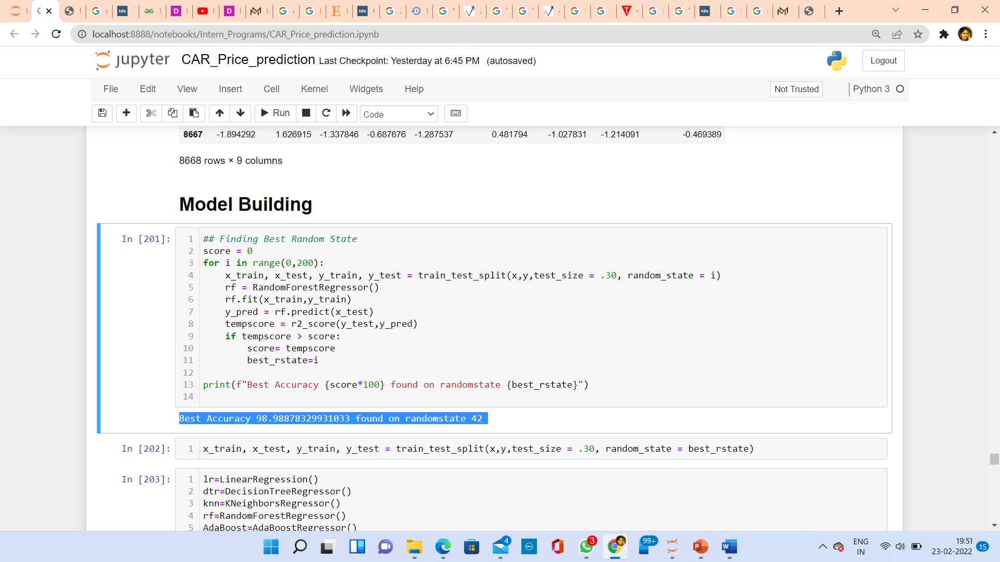 localhost:8888/notebooks/Intern_Programs/CAR_Price_prediction.ipynb
jupyter CAR_Price_prediction Last Checkpoint: Yesterday at 6:45 PM (autosaved)
Logout
File Edit View Insert Cell Kernel Widgets Help
Not Trusted
Python 3
Run
Code
8667 -1.894292 1.626915 -1.337846 -0.687676 -1.287537 0.481794 -1.027831 -1.214091 -0.469389
8668 rows × 9 columns
Model Building
In [201]:
1 ## Finding Best Random State
2 score = 0
3 for i in range(0,200):
4 x_train, x_test, y_train, y_test = train_test_split(x,y,test_size = .30, random_state = i)
5 rf = RandomForestRegressor()
6 rf.fit(x_train,y_train)
7 y_pred = rf.predict(x_test)
8 tempscore = r2_score(y_test,y_pred)
9 if tempscore > score:
10 score= tempscore
11 best_rstate=i
12
13 print(f"Best Accuracy {score*100} found on randomstate {best_rstate}")
14
Best Accuracy 98.98878329931033 found on randomstate 42
In [202]:
1 x_train, x_test, y_train, y_test = train_test_split(x,y,test_size = .30, random_state = best_rstate)
In [203]:
1 lr=LinearRegression()
2 dtr=DecisionTreeRegressor()
3 knn=KNeighborsRegressor()
4 rf=RandomForestRegressor()
5 AdaBoost=AdaBoostRegressor()
4
3
99+
ENG
IN
19:51
23-02-2022
15